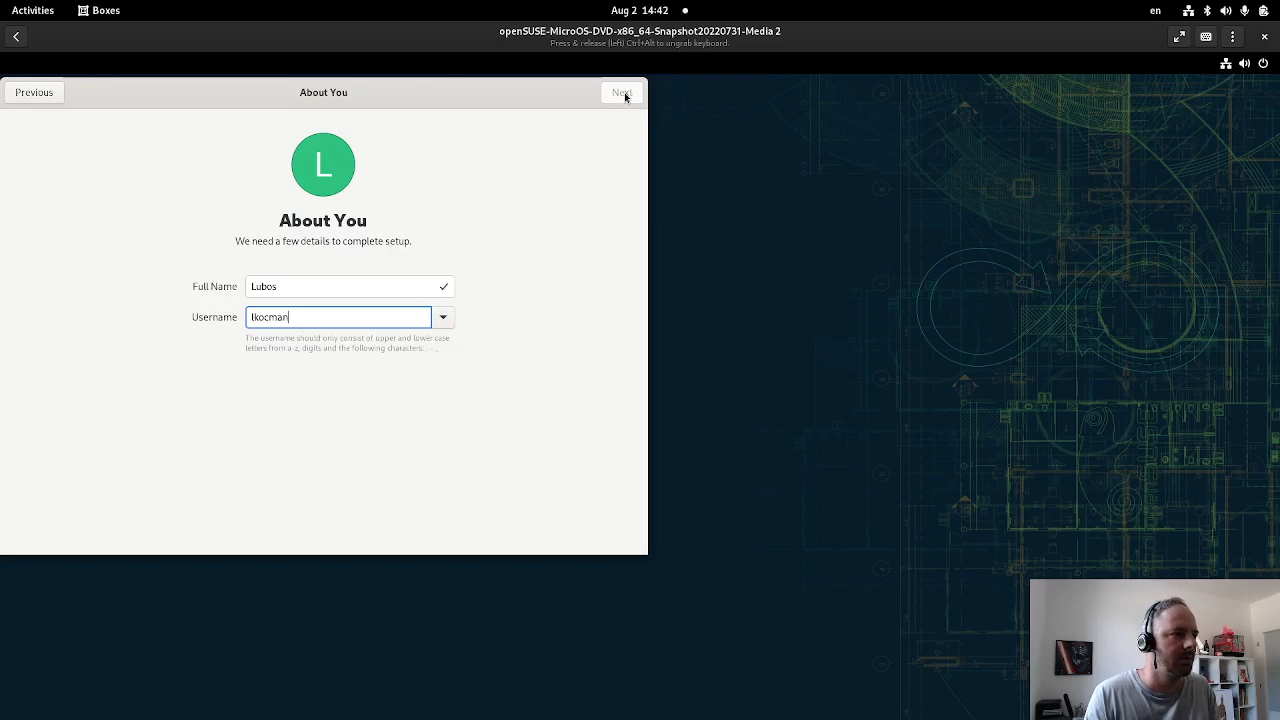 Activities Boxes Aug 2 14:42 en
openSUSE-MicroOS-DVD-x86_64-Snapshot20220731-Media 2
Press & release (left) Ctrl+Alt to ungrab keyboard.
Previous About You Next
L
About You
We need a few details to complete setup.
Full Name Lubos
Username lkocman
The username should only consist of upper and lower case
letters from a-z, digits and the following characters: . - _